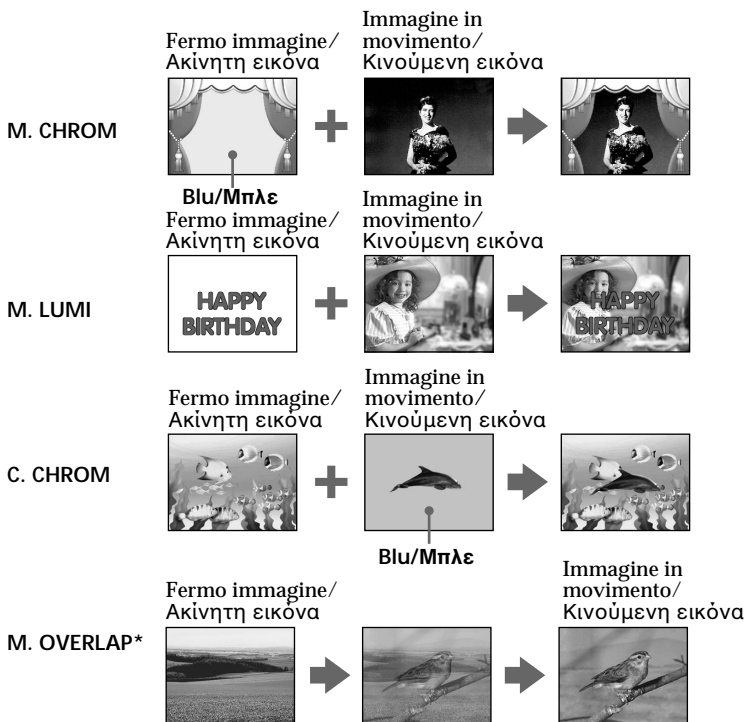 Fermo immagine/
Ακίνητη εικόνα
Immagine in
movimento/
Κινούμενη εικόνα
M. CHROM
Blu/Μπλε
Fermo immagine/
Ακίνητη εικόνα
Immagine in
movimento/
Κινούμενη εικόνα
M. LUMI
HAPPY
BIRTHDAY
HAPPY
BIRTHDAY
Fermo immagine/
Ακίνητη εικόνα
Immagine in
movimento/
Κινούμενη εικόνα
C. CHROM
Blu/Μπλε
Fermo immagine/
Ακίνητη εικόνα
Immagine in
movimento/
Κινούμενη εικόνα
M. OVERLAP*